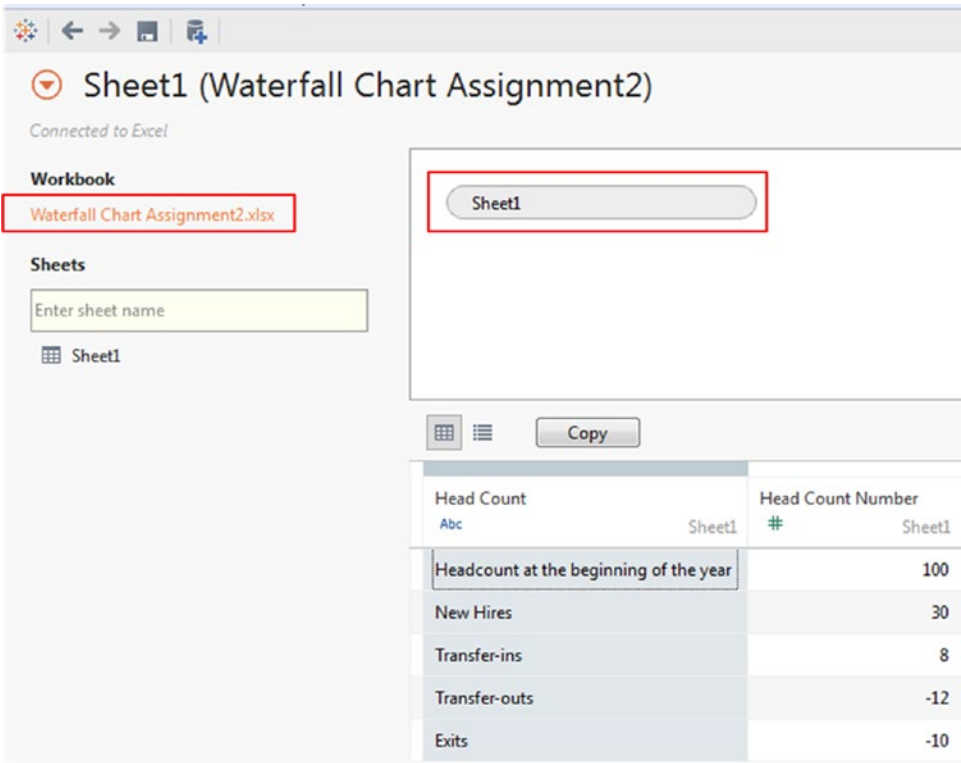 Sheet1 (Waterfall Chart Assignment2)
Connected to Excel
Workbook
Waterfall Chart Assignment2.xlsx
Sheets
Enter sheet name
Sheet1
Sheet1
Copy
Head Count Head Count Number
Abc Sheet1 # Sheet1
Headcount at the beginning of the year 100
New Hires 30
Transfer-ins 8
Transfer-outs -12
Exits -10